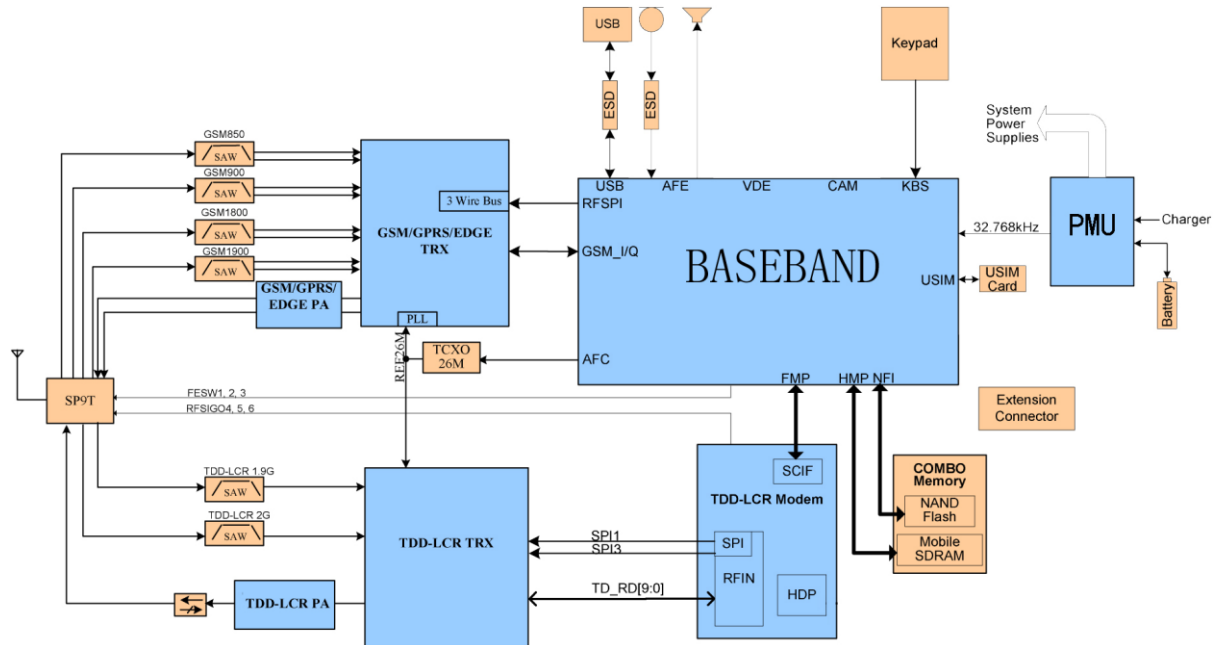 USB
ESD
ESD
Keypad
System
Power
Supplies
GSM850
SAW
GSM900
SAW
GSM1800
SAW
GSM1900
SAW
GSM/GPRS/
EDGE PA
3 Wire Bus
GSM/GPRS/EDGE
TRX
PLL
USB
AFE
VDE
CAM
KBS
RFSPI
GSM_I/Q
BASEBAND
USIM
AFC
FMP
HMP
NFI
32.768kHz
PMU
Charger
USIM
Card
Battery
REF26M
TCXO
26M
SP9T
FESW1, 2, 3
RFSIGO4, 5, 6
Extension
Connector
TDD-LCR 1.9G
SAW
TDD-LCR 2G
SAW
TDD-LCR TRX
TDD-LCR PA
SPI1
SPI3
TD_RD[9:0]
SCIF
TDD-LCR Modem
SPI
RFIN
HDP
COMBO
Memory
NAND
Flash
Mobile
SDRAM